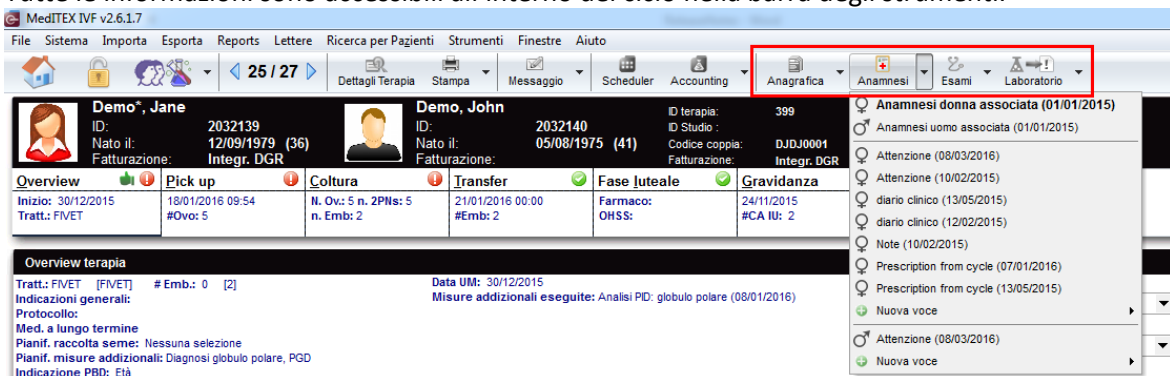 Tutte le informazioni sono accessibili all'interno del ciclo nella barra degli strumenti.
MedITEX IVF v2.6.1.7
File Sistema Importa Esporta Reports Lettere Ricerca per Pazienti Strumenti Finestre Aiuto
25 / 27 Dettagli Terapia Stampa Messaggio Scheduler Accounting Anagrafica Anamnesi Esami Laboratorio
Demo*, Jane
ID: 2032139
Nato il: 12/09/1979 (36)
Fatturazione: Integr. DGR
Demo, John
ID: 2032140
Nato il: 05/08/1975 (41)
Fatturazione:
ID terapia: 399
ID Studio :
Codice coppia: DJDJ0001
Fatturazione: Integr. DGR
Overview
Inizio: 30/12/2015
Tratt.: FIVET
Pick up
18/01/2016 09:54
#Ovo: 5
Coltura
N. Ov.: 5 n. 2PNs: 5
n. Emb: 2
Transfer
21/01/2016 00:00
#Emb: 2
Fase luteale
Farmaco:
OHSS:
Gravidanza
24/11/2015
#CA IU: 2
Anamnesi donna associata (01/01/2015)
Anamnesi uomo associata (01/01/2015)
Attenzione (08/03/2016)
Attenzione (10/02/2015)
diario clinico (13/05/2015)
diario clinico (12/02/2015)
Note (10/02/2015)
Prescription from cycle (07/01/2016)
Prescription from cycle (13/05/2015)
Nuova voce
Attenzione (08/03/2016)
Nuova voce
Overview terapia
Tratt.: FIVET [FIVET] # Emb.: 0 [2]
Indicazioni generali:
Protocollo:
Med. a lungo termine
Pianif. raccolta seme: Nessuna selezione
Pianif. misure addizionali: Diagnosi globulo polare, PGD
Indicazione PBD: Età
Data UM: 30/12/2015
Misure addizionali eseguite: Analisi PID: globulo polare (08/01/2016)